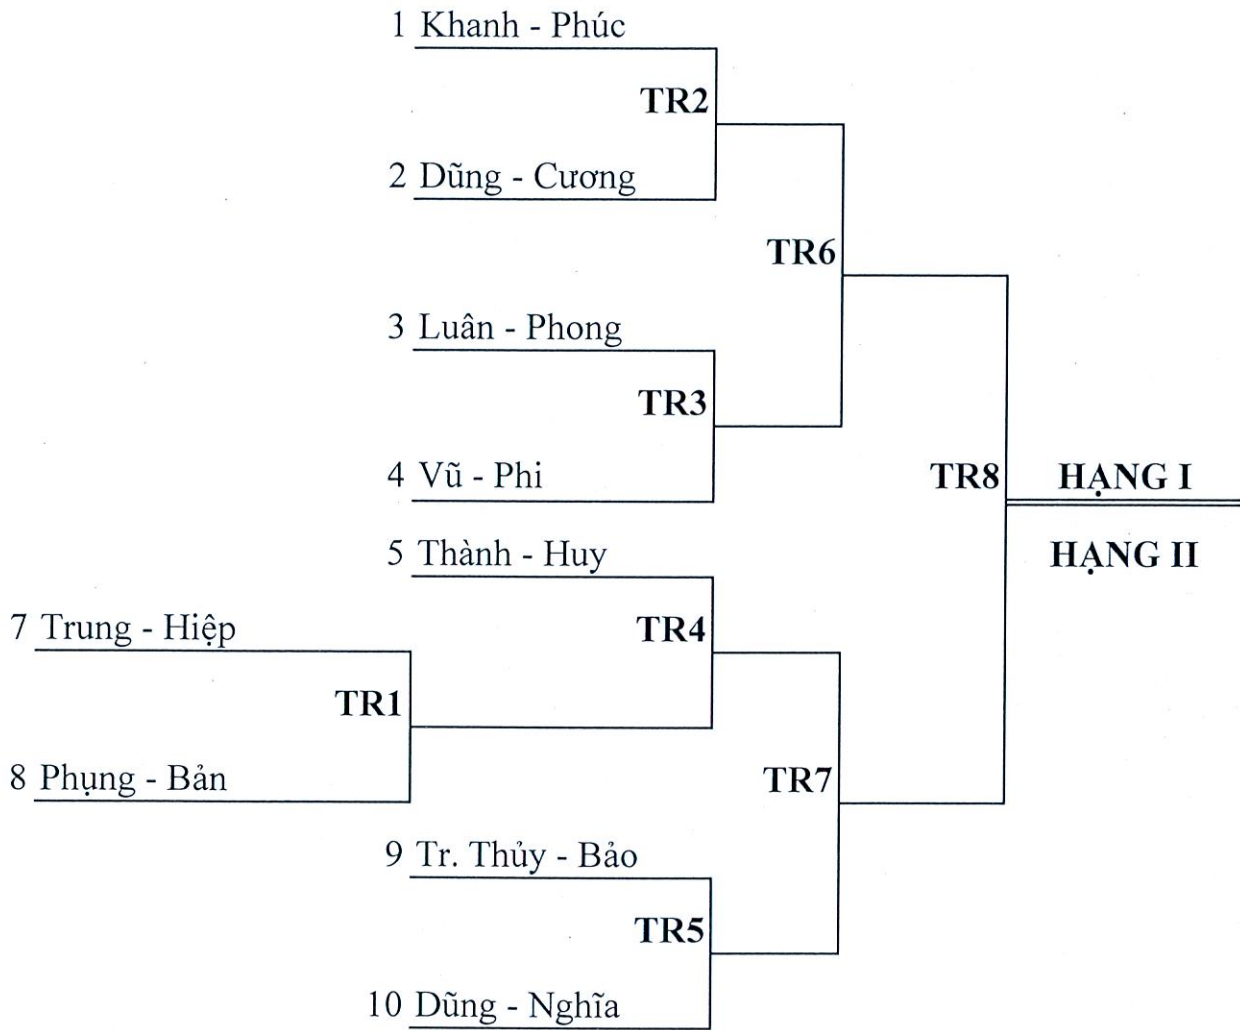 1 Khanh - Phúc
TR2
2 Dũng - Cương
TR6
3 Luân - Phong
TR3
4 Vũ - Phi
TR8
HẠNG I
HẠNG II
5 Thành - Huy
7 Trung - Hiệp
TR4
TR1
8 Phụng - Bản
TR7
9 Tr. Thủy - Bảo
TR5
10 Dũng - Nghĩa